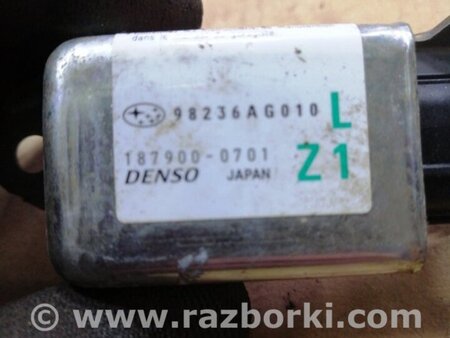 98236AG010 L
187900-0701 Z1
DENSO JAPAN
© www.razborki.com